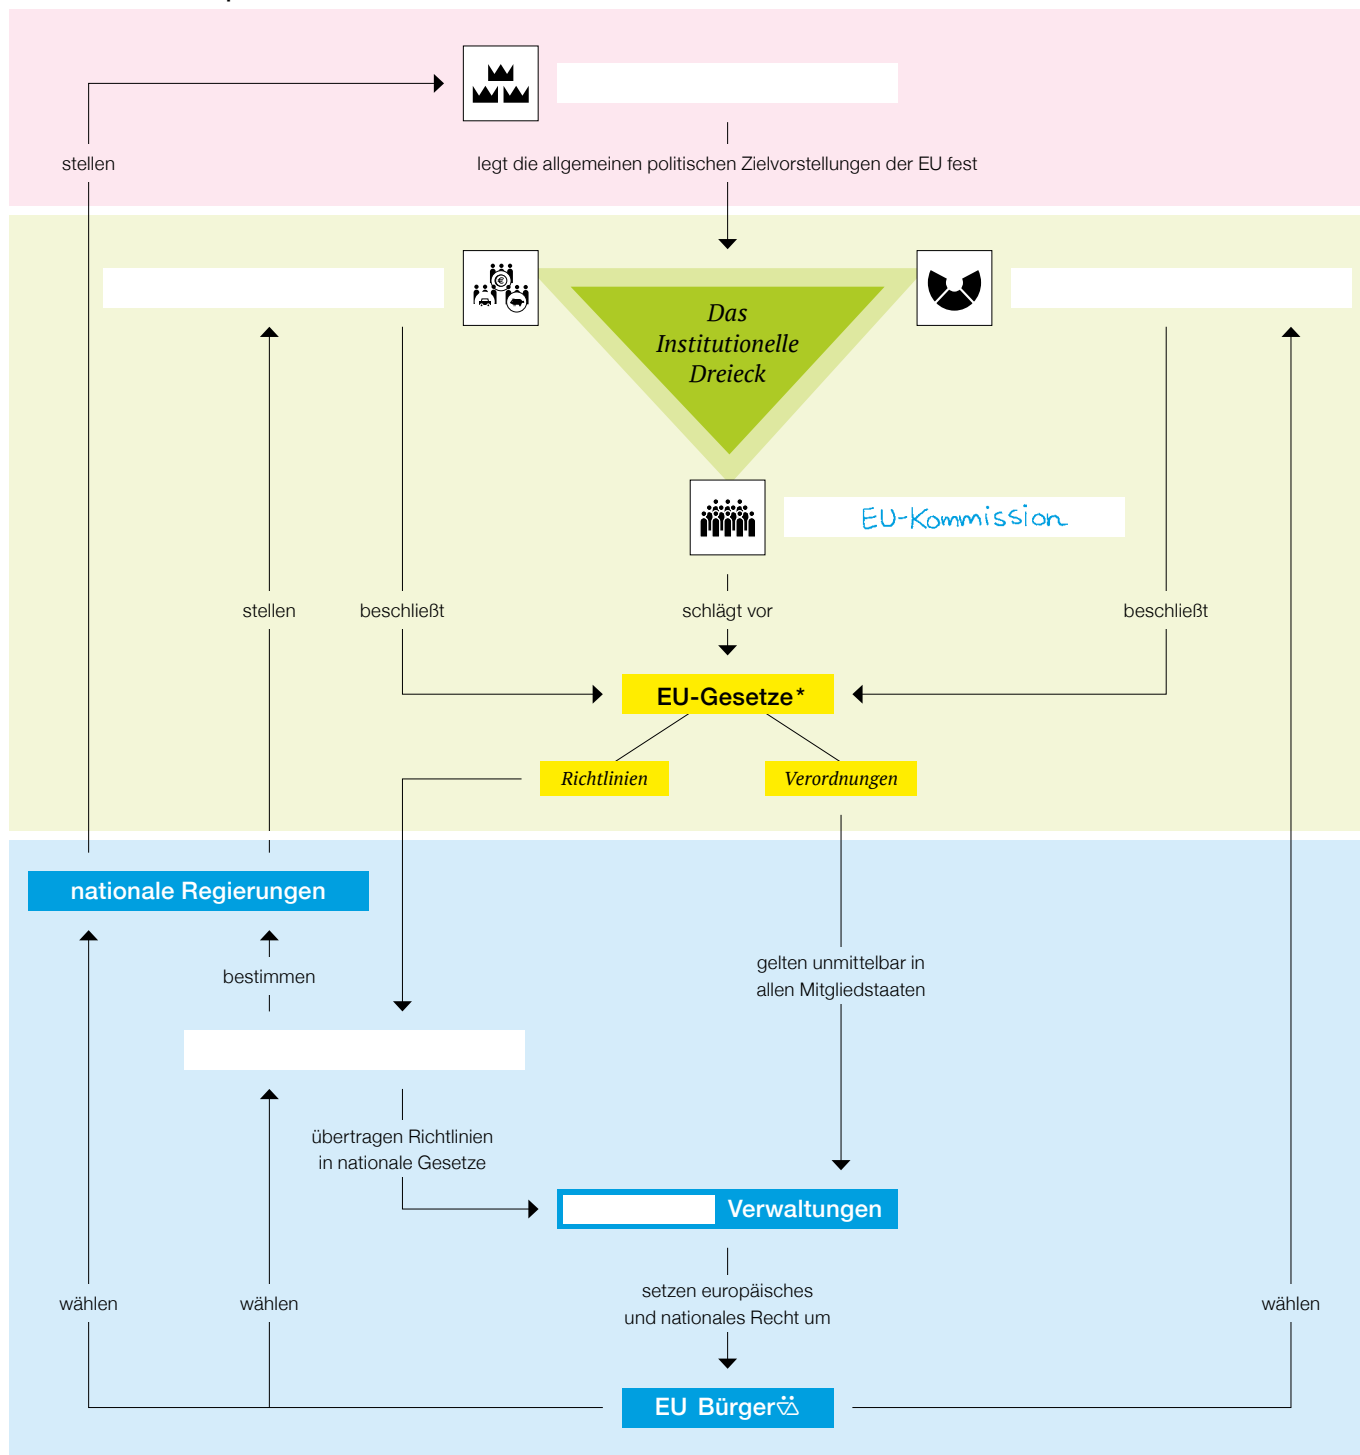 stellen
legt die allgemeinen politischen Zielvorstellungen der EU fest
Das
Institutionelle
Dreieck
EU-Kommission
stellen
beschließt
schlägt vor
beschließt
EU-Gesetze*
Richtlinien
Verordnungen
nationale Regierungen
bestimmen
gelten unmittelbar in
allen Mitgliedstaaten
übertragen Richtlinien
in nationale Gesetze
Verwaltungen
wählen
wählen
setzen europäisches
und nationales Recht um
wählen
EU Bürger